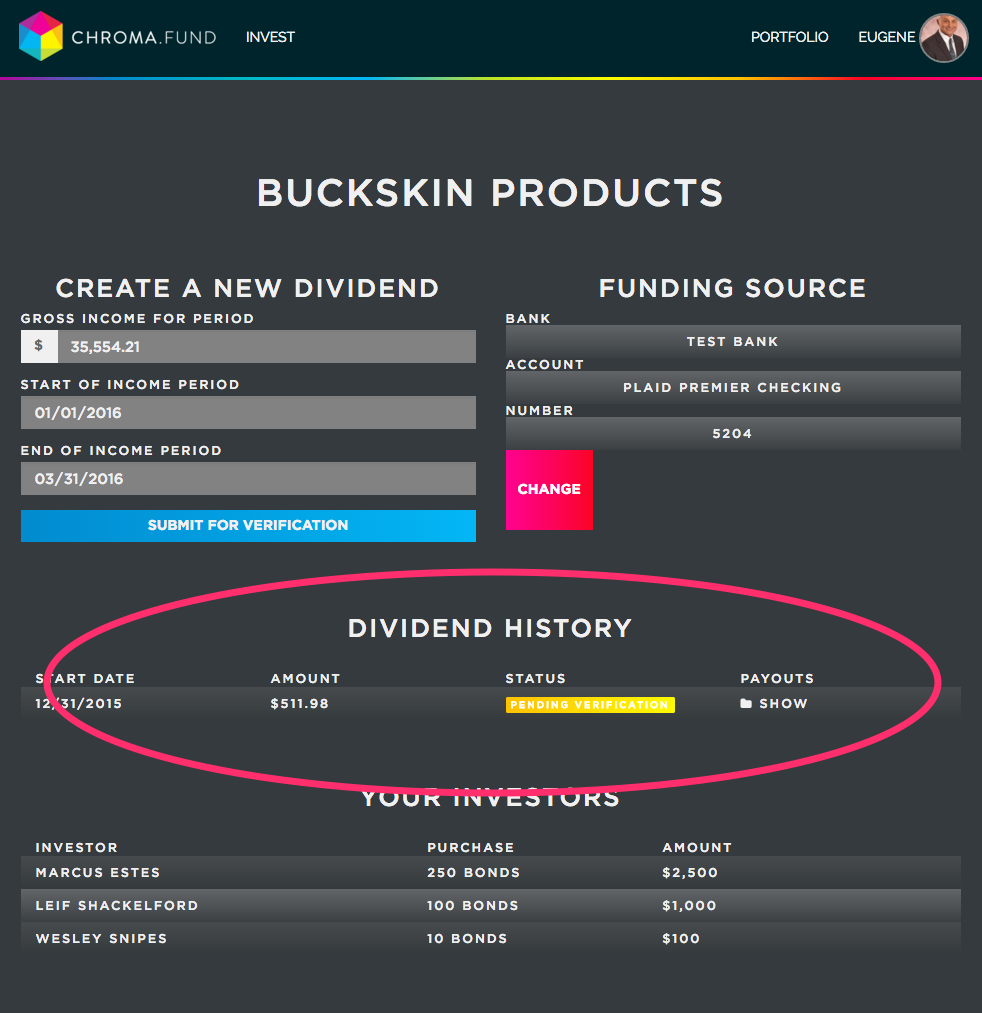 CHROMA.FUND INVEST PORTFOLIO EUGENE
BUCKSKIN PRODUCTS
CREATE A NEW DIVIDEND
GROSS INCOME FOR PERIOD
$ 35,554.21
START OF INCOME PERIOD
01/01/2016
END OF INCOME PERIOD
03/31/2016
SUBMIT FOR VERIFICATION
FUNDING SOURCE
BANK
TEST BANK
ACCOUNT
PLAID PREMIER CHECKING
NUMBER
5204
CHANGE
DIVIDEND HISTORY
START DATE AMOUNT STATUS PAYOUTS
12/31/2015 $511.98 PENDING VERIFICATION SHOW
YOUR INVESTORS
INVESTOR PURCHASE AMOUNT
MARCUS ESTES 250 BONDS $2,500
LEIF SHACKELFORD 100 BONDS $1,000
WESLEY SNIPES 10 BONDS $100